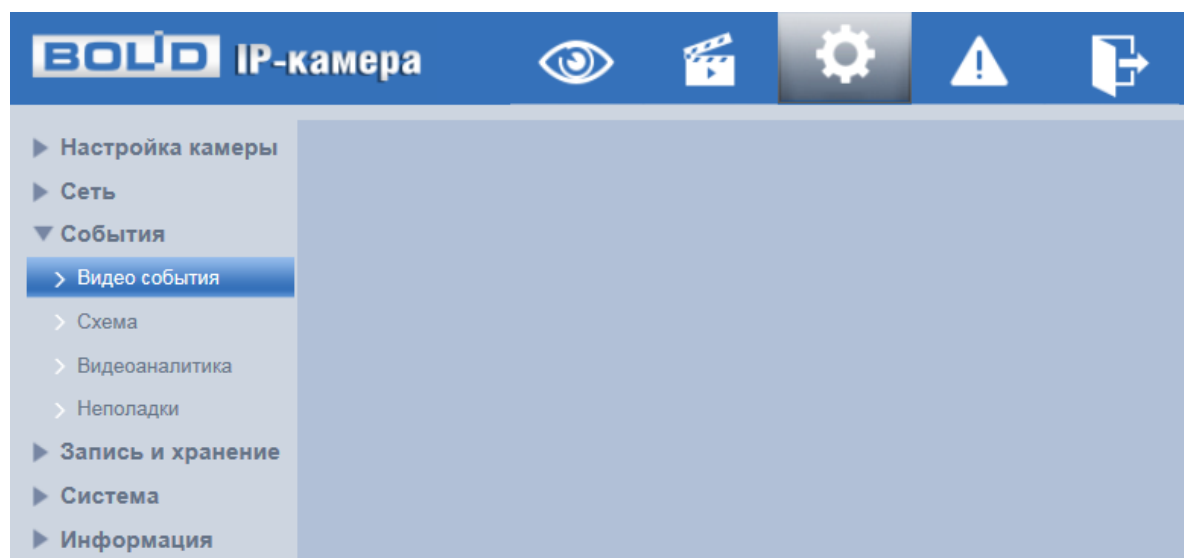 BOLID IP-камера
Настройка камеры
Сеть
События
Видео события
Схема
Видеоаналитика
Неполадки
Запись и хранение
Система
Информация